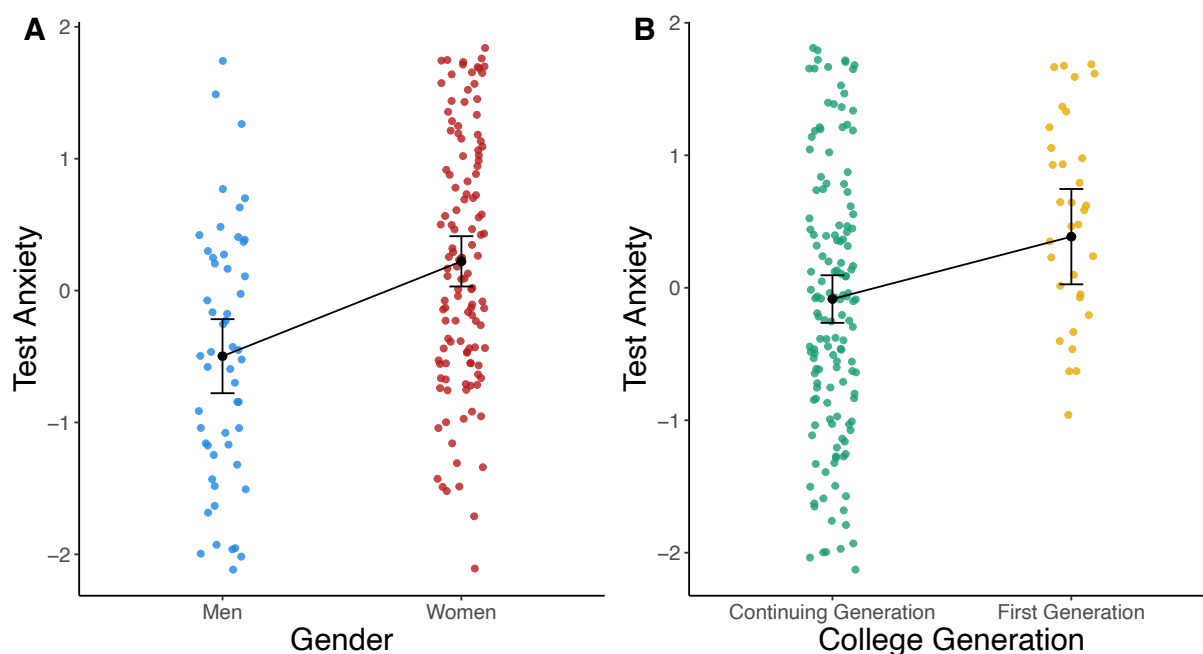 A
Test Anxiety
2
1
0
−1
−2
Men
Women
Gender
B
Test Anxiety
2
1
0
−1
−2
Continuing Generation
First Generation
College Generation